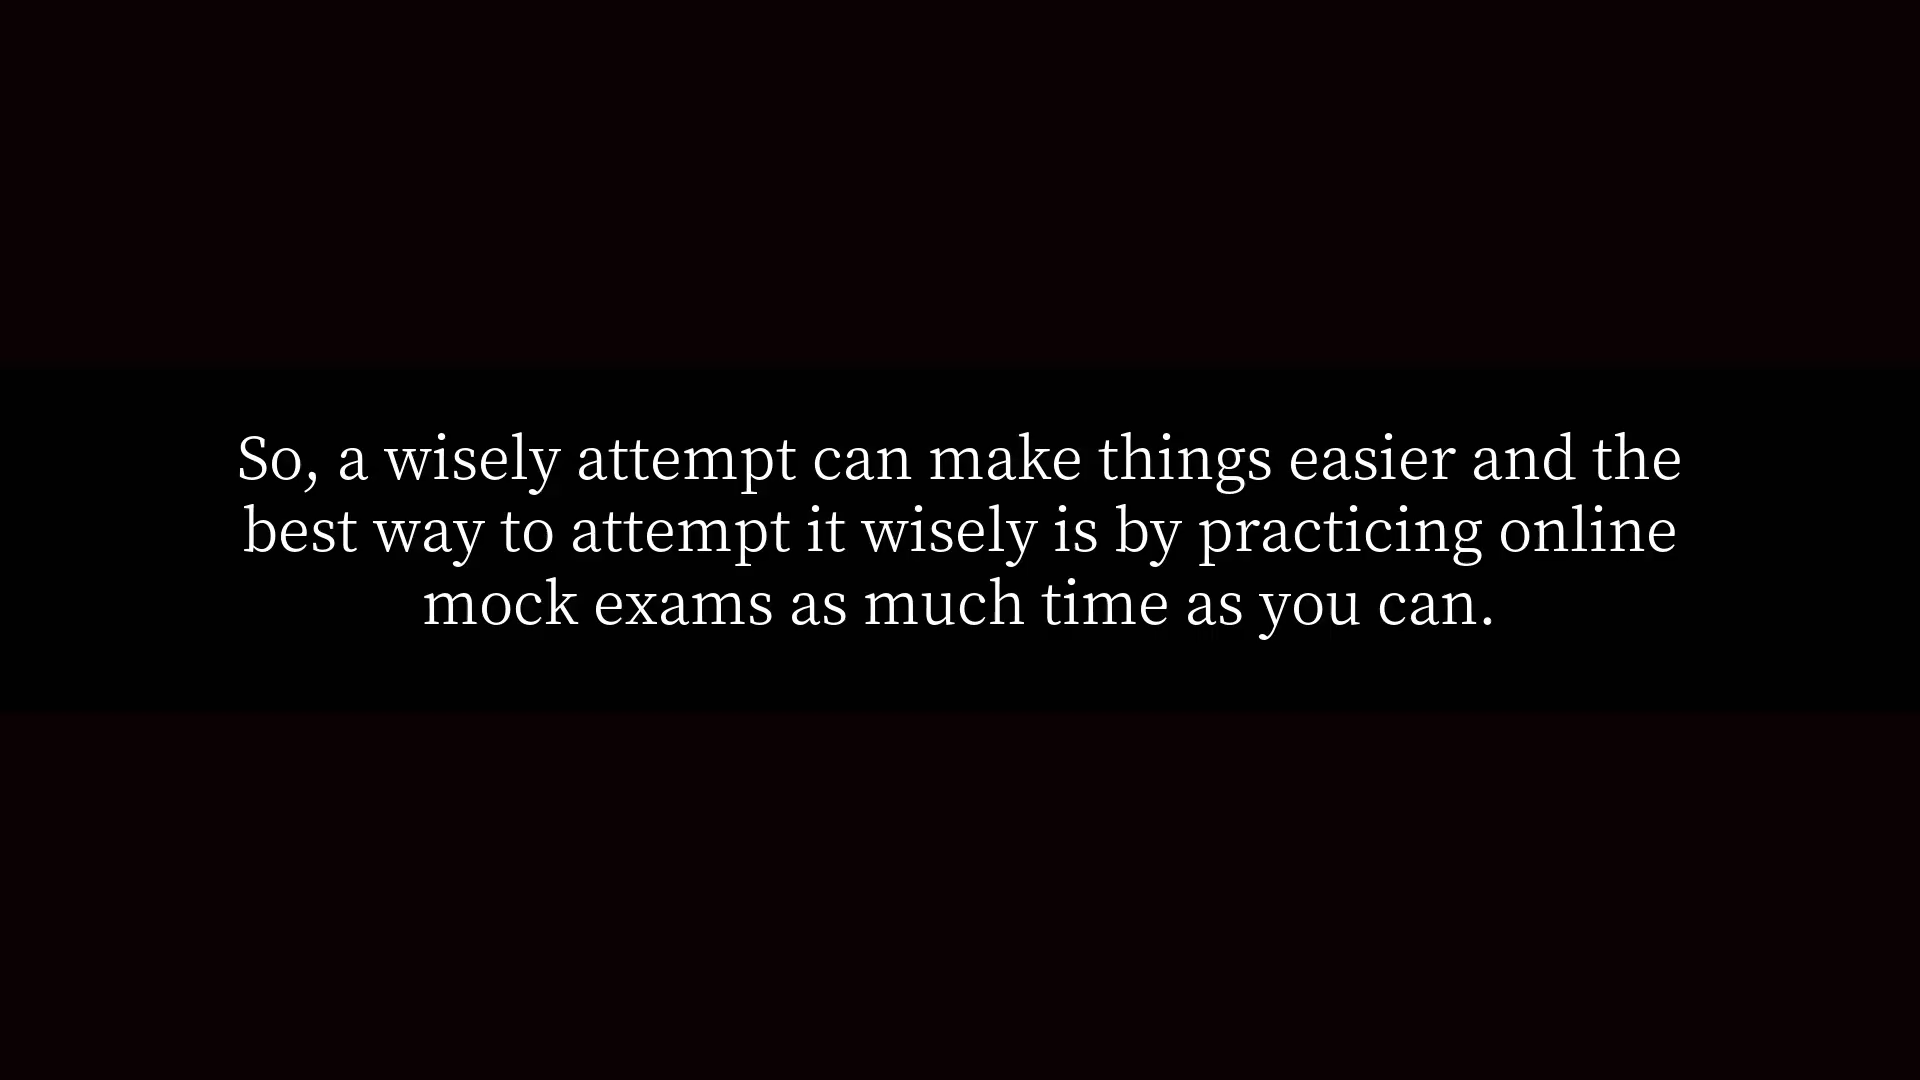 So, a wisely attempt can make things easier and the
best way to attempt it wisely is by practicing online
mock exams as much time as you can.